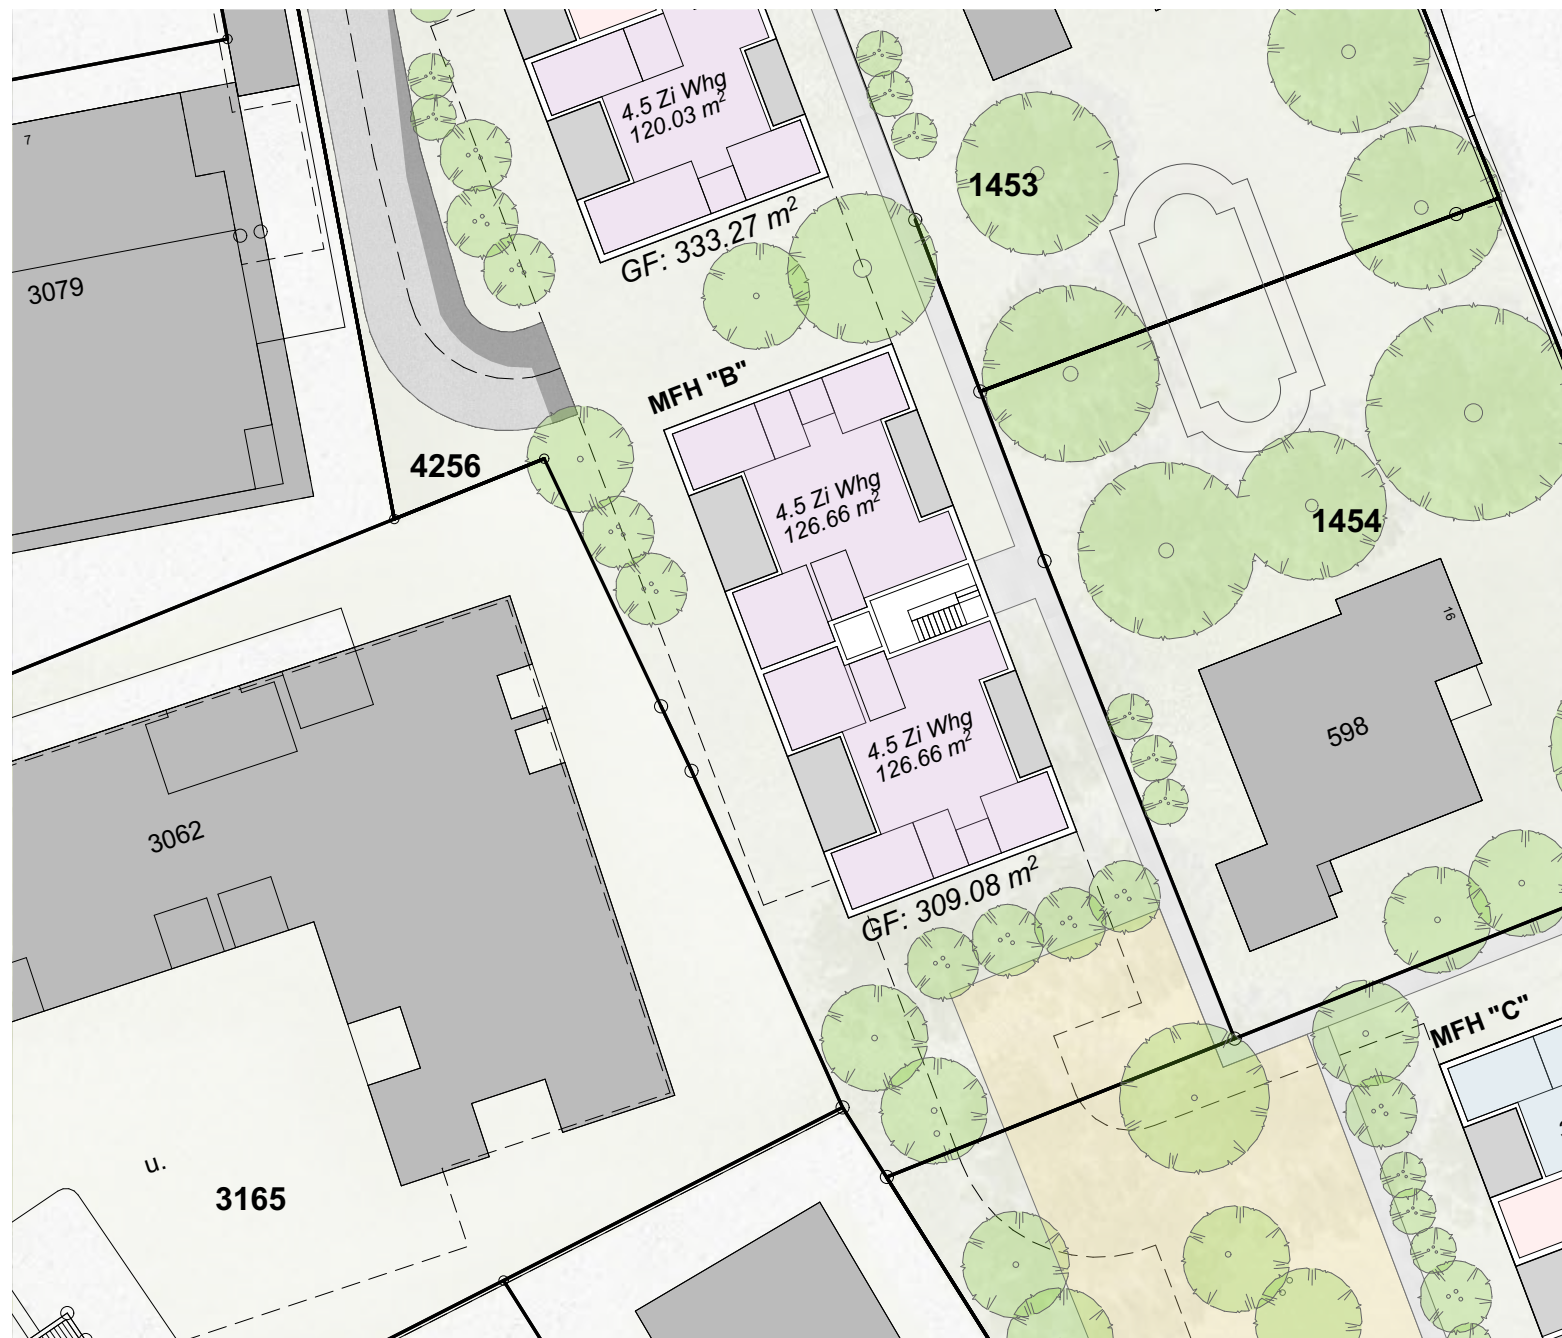 7
4.5 Zi Whg
120.03 m²
1453
GF: 333.27 m²
3079
MFH "B"
4256
4.5 Zi Whg
126.66 m²
1454
16
598
4.5 Zi Whg
126.66 m²
3062
GF: 309.08 m²
MFH "C"
u.
3165